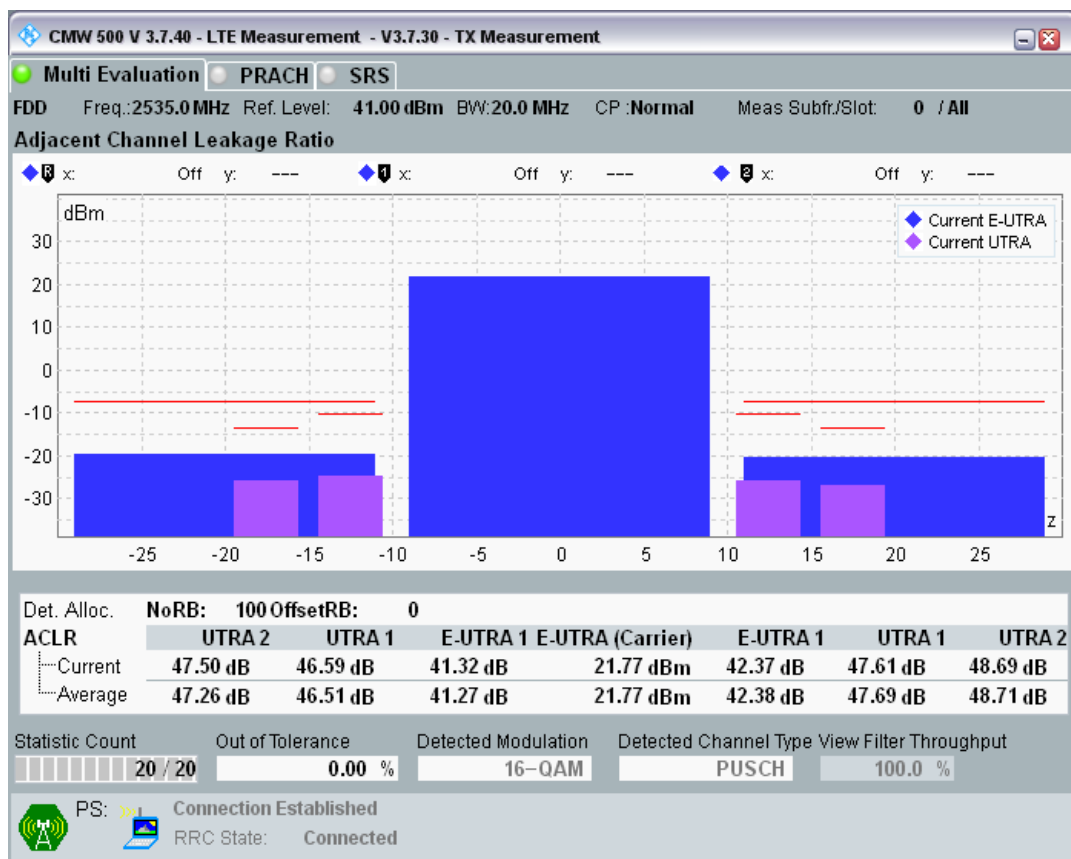 CMW 500 V 3.7.40 - LTE Measurement - V3.7.30 - TX Measurement
Multi Evaluation PRACH SRS
FDD Freq.:2535.0 MHz Ref. Level: 41.00 dBm BW:20.0 MHz CP :Normal Meas Subfr./Slot: 0 / All
Adjacent Channel Leakage Ratio
R x: Off y: --- 1 x: Off y: --- 2 x: Off y: ---
dBm
Current E-UTRA
Current UTRA
30
20
10
0
-10
-20
-30
z
-25 -20 -15 -10 -5 0 5 10 15 20 25
Det. Alloc. NoRB: 100 OffsetRB: 0
ACLR UTRA 2 UTRA 1 E-UTRA 1 E-UTRA (Carrier) E-UTRA 1 UTRA 1 UTRA 2
Current 47.50 dB 46.59 dB 41.32 dB 21.77 dBm 42.37 dB 47.61 dB 48.69 dB
Average 47.26 dB 46.51 dB 41.27 dB 21.77 dBm 42.38 dB 47.69 dB 48.71 dB
Statistic Count Out of Tolerance Detected Modulation Detected Channel Type View Filter Throughput
20 / 20 0.00 % 16-QAM PUSCH 100.0 %
PS: Connection Established
RRC State: Connected